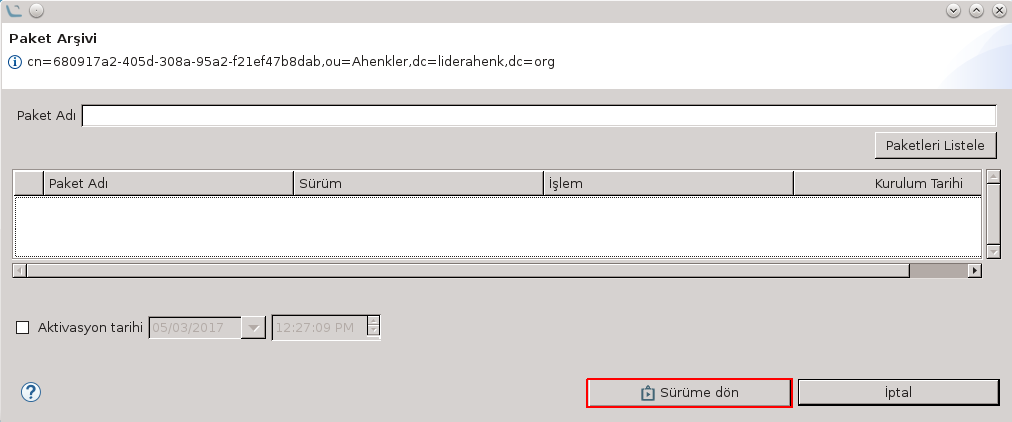 Paket Arşivi
cn=680917a2-405d-308a-95a2-f21ef47b8dab,ou=Ahenkler,dc=liderahenk,dc=org
Paket Adı
Paketleri Listele
Paket Adı Sürüm İşlem Kurulum Tarihi
Aktivasyon tarihi 05/03/2017 12:27:09 PM
Sürüme dön İptal